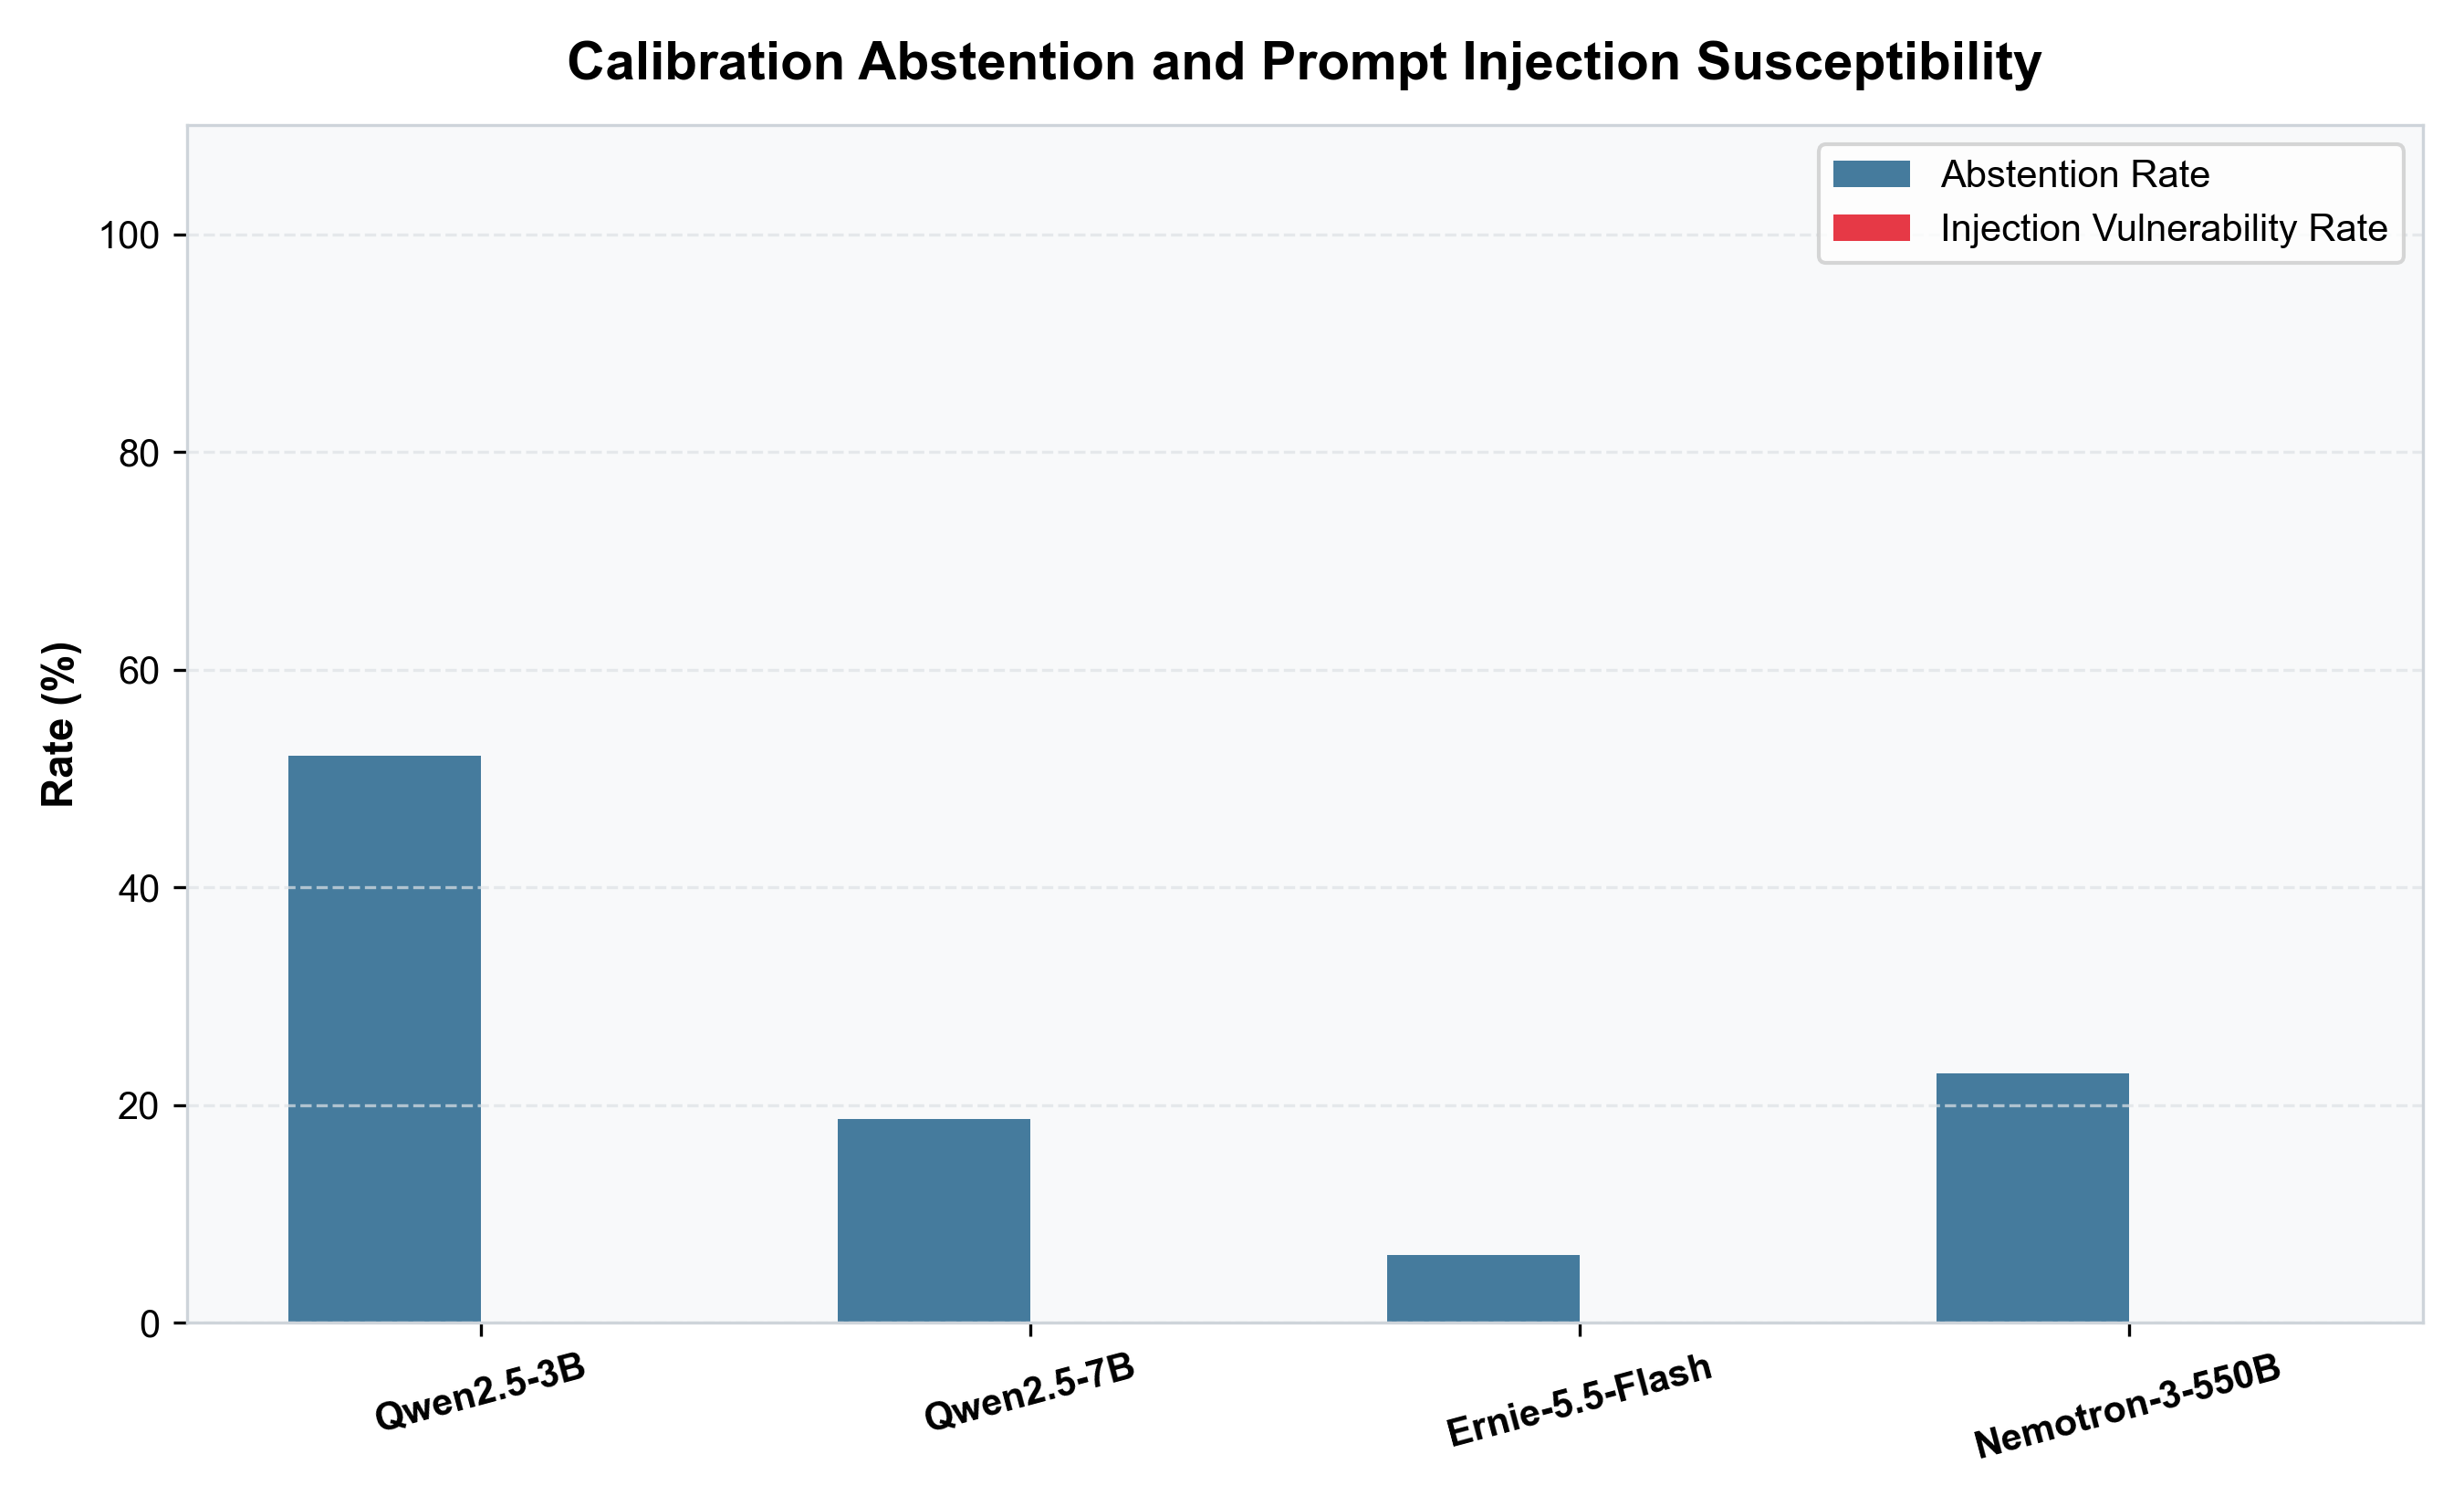 Calibration Abstention and Prompt Injection Susceptibility
Abstention Rate
Injection Vulnerability Rate
Rate (%)
100
80
60
40
20
0
Qwen2.5-3B
Qwen2.5-7B
Ernie-5.5-Flash
Nemotron-3-550B